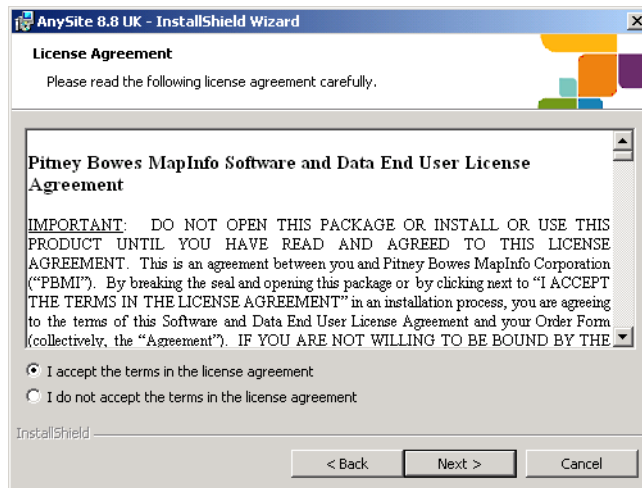 AnySite 8.8 UK - InstallShield Wizard
License Agreement
Please read the following license agreement carefully.
Pitney Bowes MapInfo Software and Data End User License
Agreement
IMPORTANT: DO NOT OPEN THIS PACKAGE OR INSTALL OR USE THIS
PRODUCT UNTIL YOU HAVE READ AND AGREED TO THIS LICENSE
AGREEMENT. This is an agreement between you and Pitney Bowes MapInfo Corporation
(“PBMI”). By breaking the seal and opening this package or by clicking next to “I ACCEPT
THE TERMS IN THE LICENSE AGREEMENT” in an installation process, you are agreeing
to the terms of this Software and Data End User License Agreement and your Order Form
(collectively, the “Agreement”). IF YOU ARE NOT WILLING TO BE BOUND BY THE
I accept the terms in the license agreement
I do not accept the terms in the license agreement
InstallShield
< Back Next > Cancel